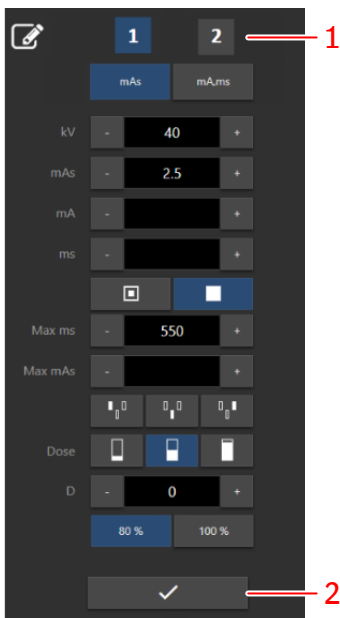 1 2 1
mAs mA,ms
kV - 40 +
mAs - 2.5 +
mA - +
ms - +
Max ms - 550 +
Max mAs - +
Dose
D - 0 +
80 % 100 %
2